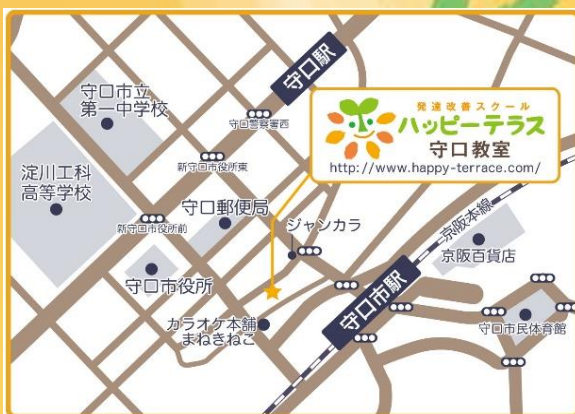 守口駅
守口市立
第一中学校
守口警察署西
発達改善スクール
ハッピーテラス
守口教室
http://www.happy-terrace.com/
新守口市役所東
淀川工科
高等学校
守口郵便局
新守口市役所前
ジャンカラ
京阪本線
京阪百貨店
守口市役所
守口市駅
カラオケ本舗
まねきねこ
守口市民体育館